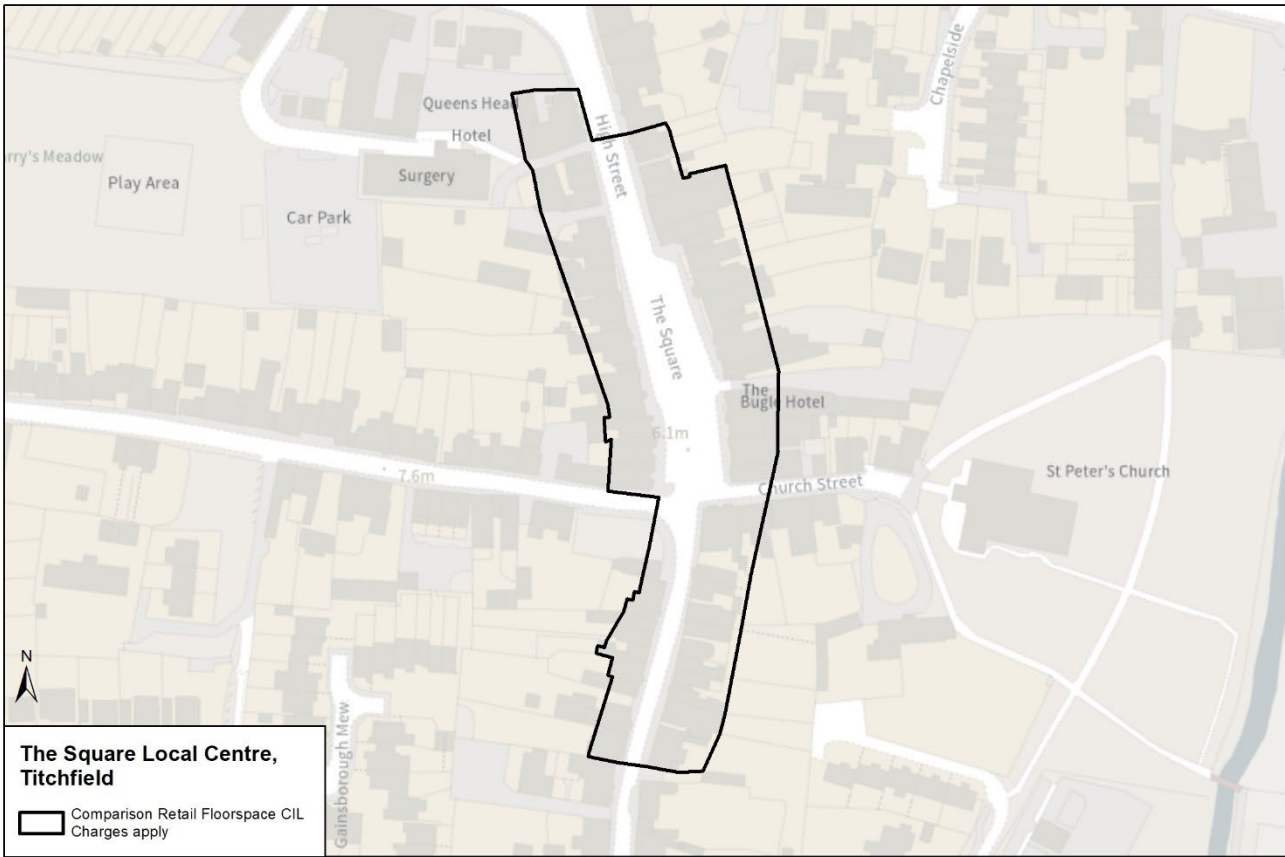 Chapelside
Queens Head
Hotel
High Street
rry's Meadow
Play Area
Surgery
Car Park
The Square
The
Bugle Hotel
6.1m
7.6m
Church Street
St Peter's Church
Gainsborough Mew
N
The Square Local Centre,
Titchfield
Comparison Retail Floorspace CIL
Charges apply